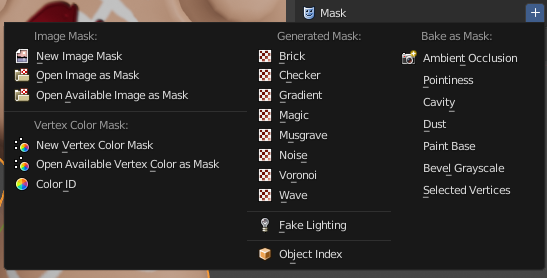 Mask
Image Mask:
New Image Mask
Open Image as Mask
Open Available Image as Mask
Vertex Color Mask:
New Vertex Color Mask
Open Available Vertex Color as Mask
Color ID
Generated Mask:
Brick
Checker
Gradient
Magic
Musgrave
Noise
Voronoi
Wave
Fake Lighting
Object Index
Bake as Mask:
Ambient Occlusion
Pointiness
Cavity
Dust
Paint Base
Bevel Grayscale
Selected Vertices